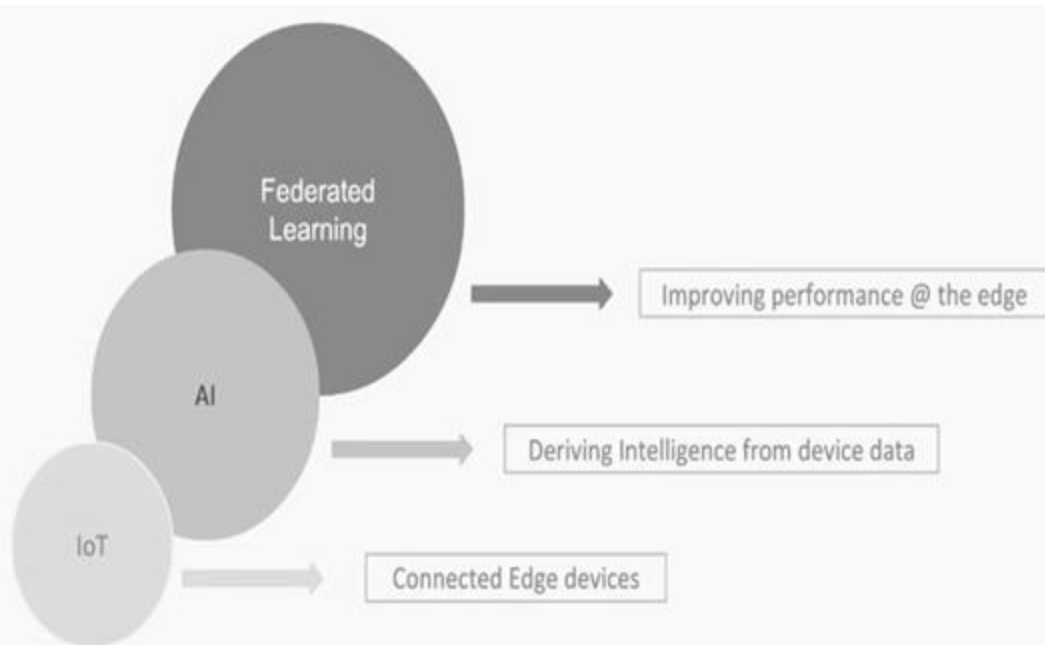 Federated
Learning
Improving performance @ the edge
AI
Deriving Intelligence from device data
IoT
Connected Edge devices